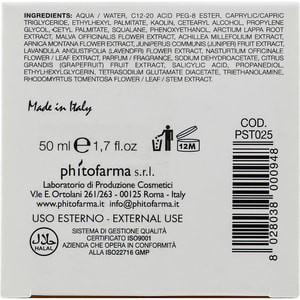 INGREDIENTS: AQUA / WATER, C12-20 ACID PEG-8 ESTER, CAPRYLIC/CAPRIC
TRIGLYCERIDE, ETHYLHEXYL PALMITATE, KAOLIN, CETEARYL ALCOHOL, PROPYLENE
GLYCOL, CETYL PALMITATE, SQUALANE, PHENOXYETHANOL, ARCTIUM LAPPA ROOT
EXTRACT, MALVA OFFICINALIS FLOWER EXTRACT, ACHILLEA MILLEFOLIUM EXTRACT,
ARNICA MONTANA FLOWER EXTRACT, JUNIPERUS COMMUNIS (JUNIPER) FRUIT EXTRACT,
LAVANDULA ANGUSTIFOLIA (LAVENDER) FLOWER EXTRACT, NASTURTIUM OFFICINALIS
FLOWER / LEAF EXTRACT, PARFUM / FRAGRANCE, SODIUM DEHYDROACETATE, CITRUS
GRANDIS (GRAPEFRUIT) FRUIT EXTRACT, SALICYLIC ACID, PROPANEDIOL,
ETHYLHEXYLGLYCERIN, TETRASODIUM GLUTAMATE DIACETATE, TRIETHANOLAMINE,
RHODOMYRTUS TOMENTOSA FLOWER / LEAF / STEM EXTRACT
Made in Italy
50 ml e 1,7 fl.oz
12M
COD.
PST025
phitofarma s.r.l.
Laboratorio di Produzione Cosmetici
V.le E. Ortolani 261/263 - 00125 Roma - Italy
www.phitofarma.it - info@phitofarma.it
USO ESTERNO - EXTERNAL USE
حلال
HALAL
SISTEMA DI GESTIONE QUALITÀ
CERTIFICATO ISO9001
AZIENDA CHE OPERA IN CONFORMITÀ
ALLA ISO22716 GMP
8 028038 000948